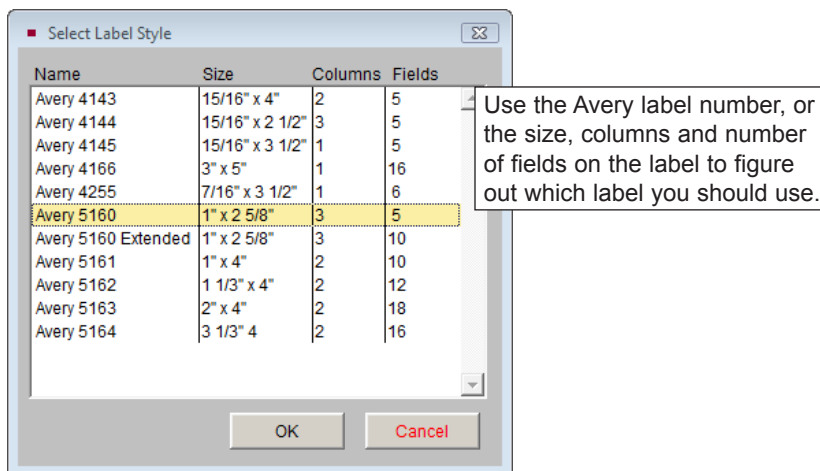 Select Label Style
Name Size Columns Fields
Avery 4143 15/16" x 4" 2 5
Avery 4144 15/16" x 2 1/2" 3 5
Avery 4145 15/16" x 3 1/2" 1 5
Avery 4166 3" x 5" 1 16
Avery 4255 7/16" x 3 1/2" 1 6
Avery 5160 1" x 2 5/8" 3 5
Avery 5160 Extended 1" x 2 5/8" 3 10
Avery 5161 1" x 4" 2 10
Avery 5162 1 1/3" x 4" 2 12
Avery 5163 2" x 4" 2 18
Avery 5164 3 1/3" 4 2 16
Use the Avery label number, or
the size, columns and number
of fields on the label to figure
out which label you should use.
OK Cancel